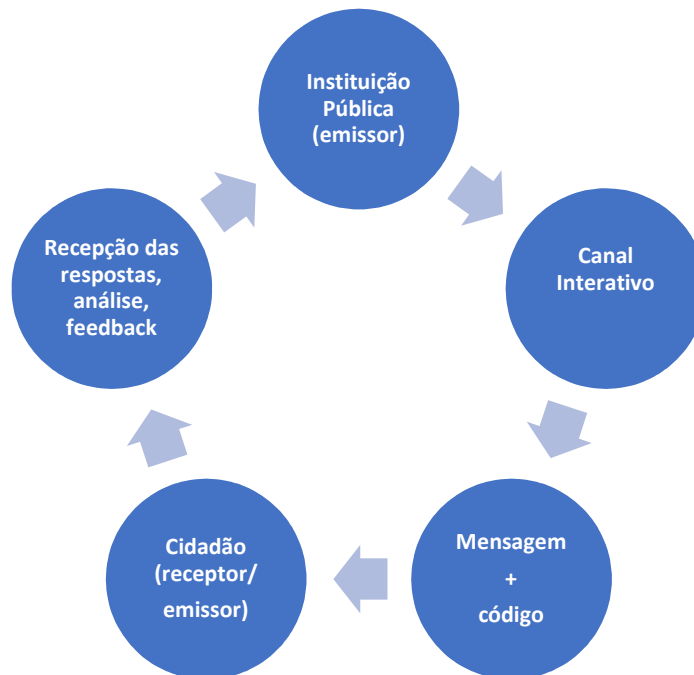 Instituição
Pública
(emissor)
Canal
Interativo
Mensagem
+
código
Cidadão
(receptor/
emissor)
Recepção das
respostas,
análise,
feedback